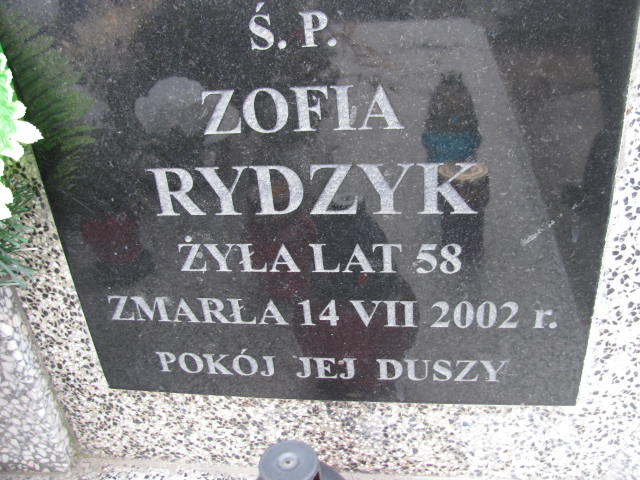 Ś. P.
ZOFIA
RYDZYK
ŻYŁA LAT 58
ZMARŁA 14 VII 2002 r.
POKÓJ JEJ DUSZY